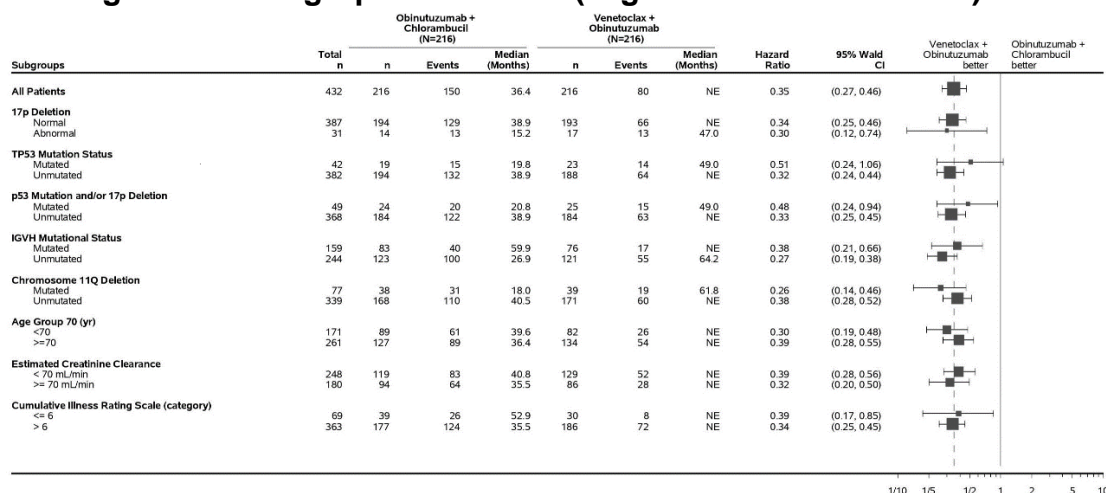 Obinutuzumab + Chlorambucil (N=216) Venetoclax + Obinutuzumab (N=216)
Subgroups Total n n Events Median (Months) n Events Median (Months) Hazard Ratio 95% Wald CI Venetoclax + Obinutuzumab better Obinutuzumab + Chlorambucil better
All Patients 432 216 150 36.4 216 80 NE 0.35 (0.27, 0.46)
17p Deletion
Normal 387 194 129 38.9 193 66 NE 0.34 (0.25, 0.46)
Abnormal 31 14 13 15.2 17 13 47.0 0.30 (0.12, 0.74)
TP53 Mutation Status
Mutated 42 19 15 19.8 23 14 49.0 0.51 (0.24, 1.06)
Unmutated 382 194 132 38.9 188 64 NE 0.32 (0.24, 0.44)
p53 Mutation and/or 17p Deletion
Mutated 49 24 20 20.8 25 15 49.0 0.48 (0.24, 0.94)
Unmutated 368 184 122 38.9 184 63 NE 0.33 (0.25, 0.45)
IGVH Mutational Status
Mutated 159 83 40 59.9 76 17 NE 0.38 (0.21, 0.66)
Unmutated 244 123 100 26.9 121 55 64.2 0.27 (0.19, 0.38)
Chromosome 11Q Deletion
Mutated 77 38 31 18.0 39 19 61.8 0.26 (0.14, 0.46)
Unmutated 339 168 110 40.5 171 60 NE 0.38 (0.28, 0.52)
Age Group 70 (yr)
<70 171 89 61 39.6 82 26 NE 0.30 (0.19, 0.48)
>=70 261 127 89 36.4 134 54 NE 0.39 (0.28, 0.55)
Estimated Creatinine Clearance
< 70 mL/min 248 119 83 40.8 129 52 NE 0.39 (0.28, 0.56)
>= 70 mL/min 180 94 64 35.5 86 28 NE 0.32 (0.20, 0.50)
Cumulative Illness Rating Scale (category)
<= 6 69 39 26 52.9 30 8 NE 0.39 (0.17, 0.85)
> 6 363 177 124 35.5 186 72 NE 0.34 (0.25, 0.45)
1/10 1/5 1/2 1 2 5 10